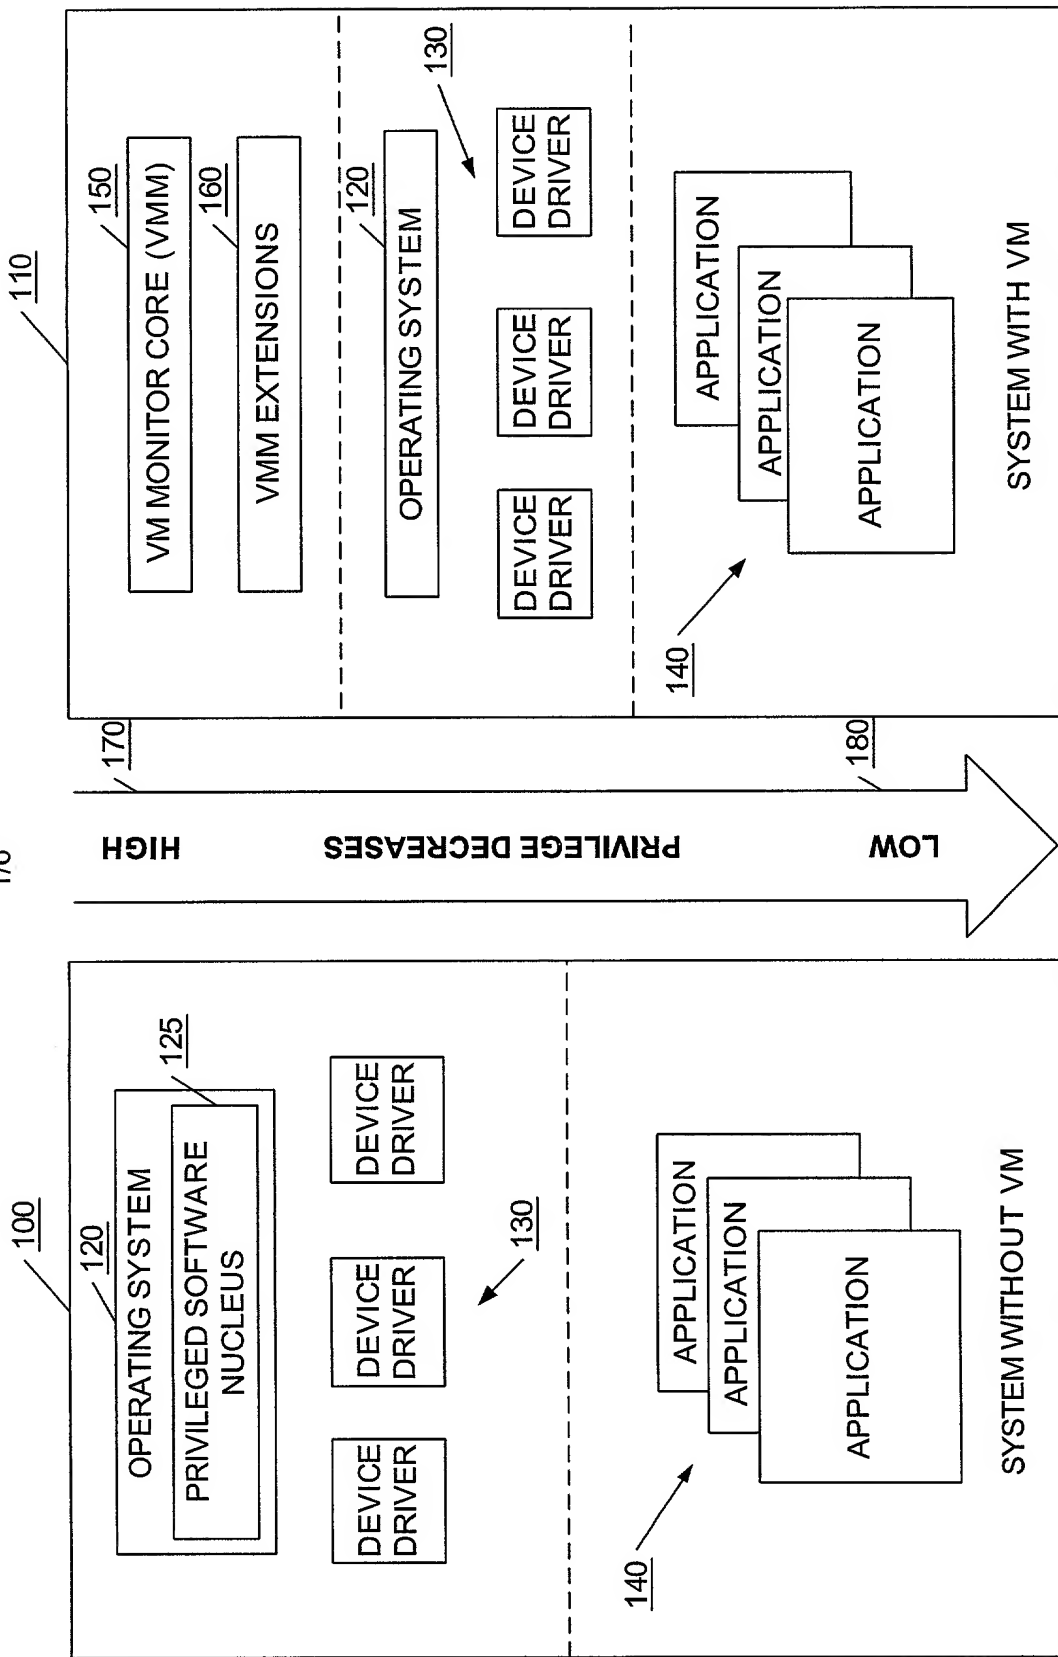 1/6
100
120
OPERATING SYSTEM
125
PRIVILEGED SOFTWARE
NUCLEUS
DEVICE
DRIVER
DEVICE
DRIVER
DEVICE
DRIVER
130
140
APPLICATION
APPLICATION
APPLICATION
SYSTEM WITHOUT VM
HIGH
170
PRIVILEGE DECREASES
LOW
180
110
150
VM MONITOR CORE (VMM)
160
VMM EXTENSIONS
120
OPERATING SYSTEM
130
DEVICE
DRIVER
DEVICE
DRIVER
DEVICE
DRIVER
140
APPLICATION
APPLICATION
APPLICATION
SYSTEM WITH VM